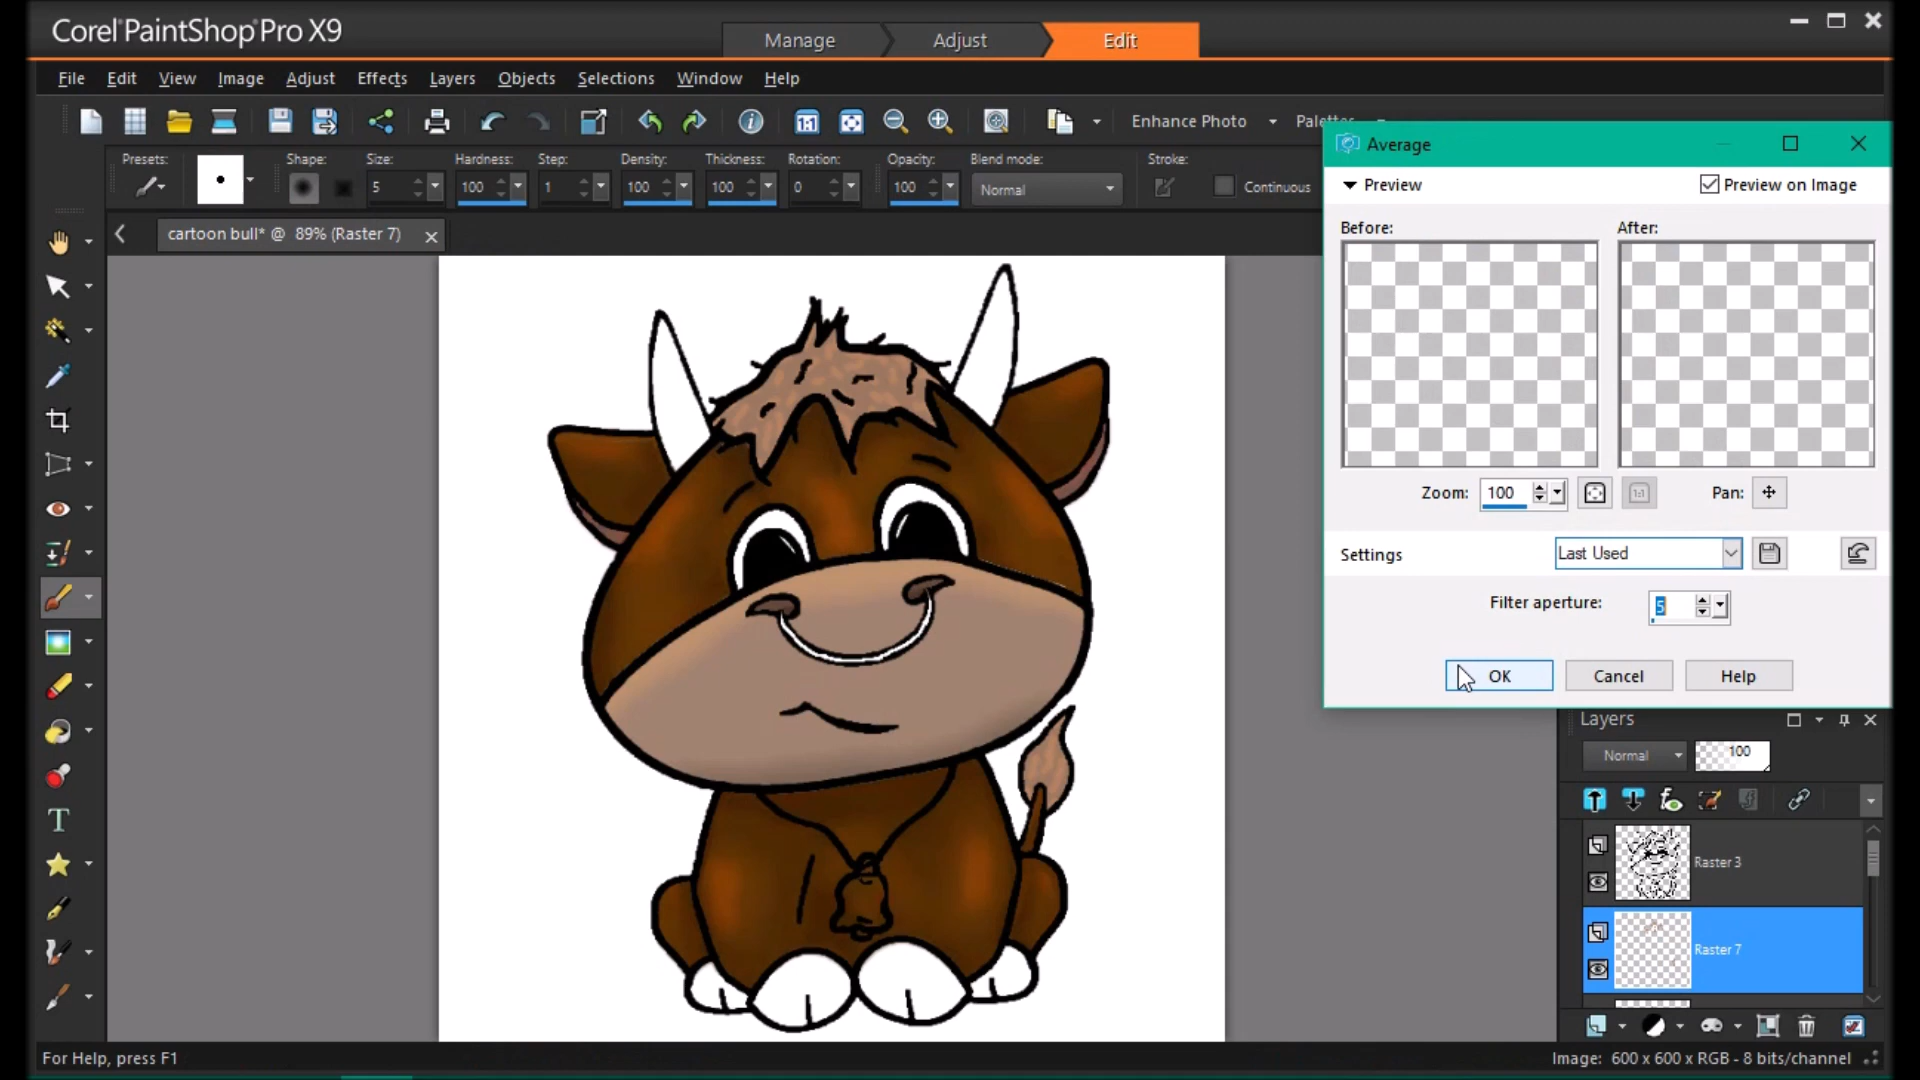 Corel PaintShop Pro X9
Manage Adjust Edit
File Edit View Image Adjust Effects Layers Objects Selections Window Help
1:1 Enhance Photo
Average
Presets: Shape: Size: Hardness: Step: Density: Thickness: Rotation: Opacity: Blend mode: Stroke:
5 100 1 100 100 0 100 Normal Continuous
Preview Preview on Image
cartoon bull* @ 89% (Raster 7)
Before: After:
Zoom: 100 1:1 Pan:
Settings Last Used
Filter aperture: 5
OK Cancel Help
Layers
Normal 100
T
Raster 3
Raster 7
For Help, press F1
Image: 600 x 600 x RGB - 8 bits/channel